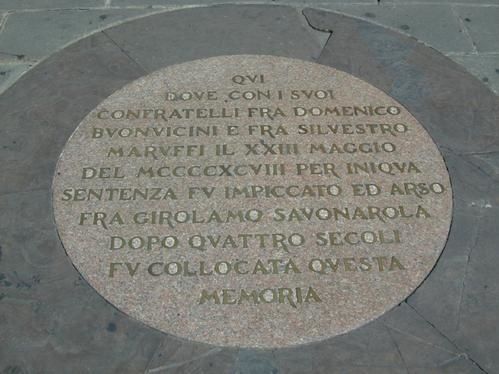 QVI
DOVE CON I SVOI
CONFRATELLI FRA DOMENICO
BVONVICINI E FRA SILVESTRO
MARVFFI IL XXIII MAGGIO
DEL MCCCCXCVIII PER INIQVA
SENTENZA FV IMPICCATO ED ARSO
FRA GIROLAMO SAVONAROLA
DOPO QVATTRO SECOLI
FV COLLOCATA QVESTA
MEMORIA